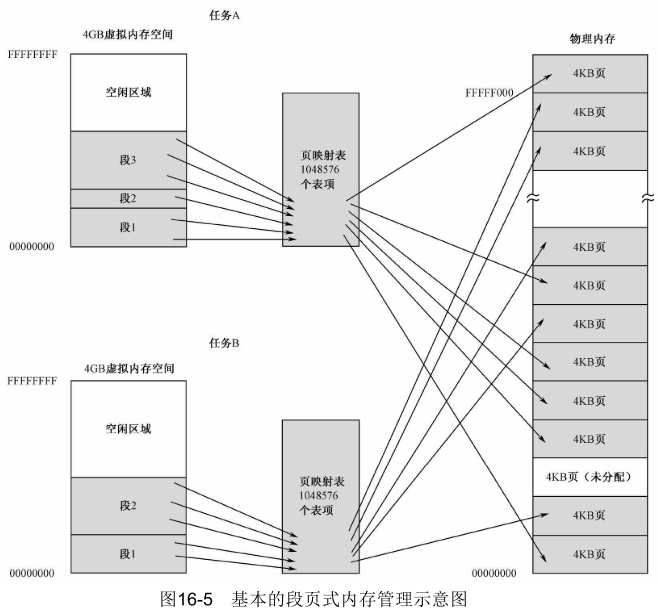 任务A
4GB虚拟内存空间
FFFFFFFF
空闲区域
段3
段2
段1
00000000
页映射表
1048576
个表项
任务B
4GB虚拟内存空间
FFFFFFFF
空闲区域
段2
段1
00000000
页映射表
1048576
个表项
物理内存
FFFFF000
4KB页
4KB页
4KB页
4KB页
4KB页
4KB页
4KB页
4KB页
4KB页
4KB页（未分配）
4KB页
4KB页
00000000
图16-5 基本的段页式内存管理示意图